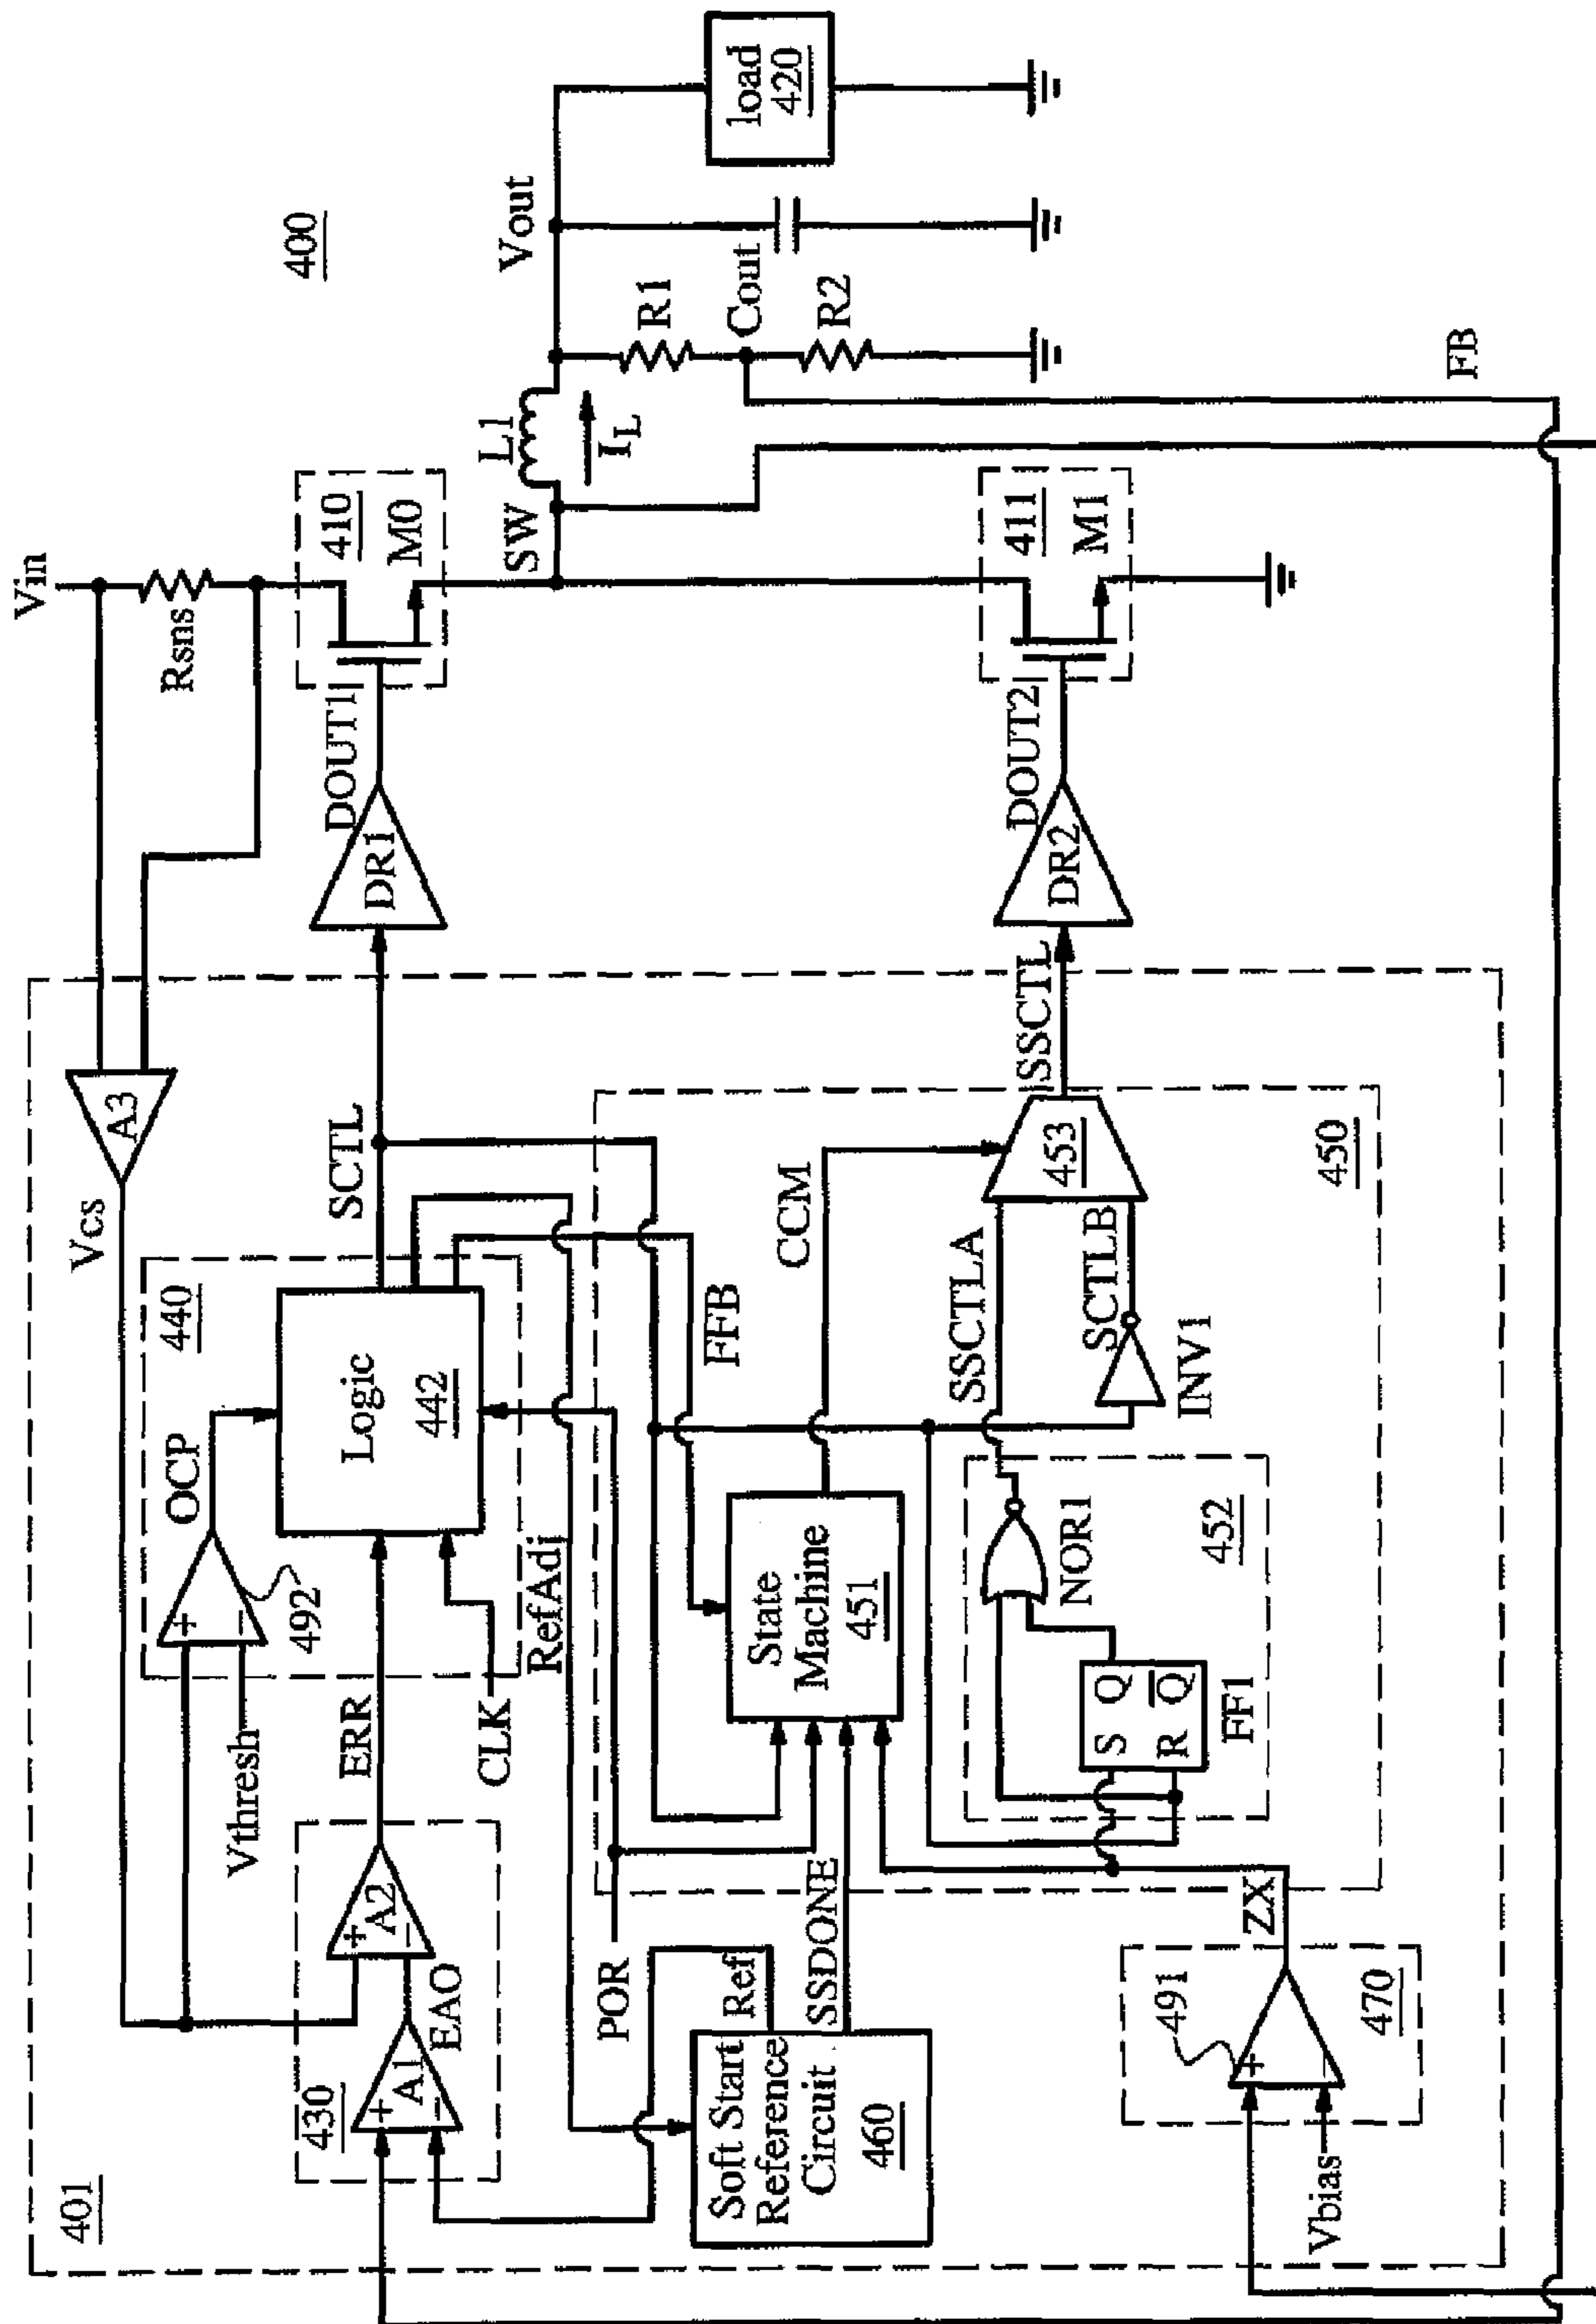 400
Vin
Rsns
410
M0
SW
L1
I_L
Vout
R1
Cout
R2
load
420
411
M1
FB
DOUT1
DR1
DOUT2
DR2
401
A3
Vcs
440
OCP
492
+
−
Vthresh
Logic
442
SCTL
ERR
CLK
RefAdj
430
A2
+
−
EAO
A1
+
−
FFB
CCM
450
453
SSCTL
SSCTLA
SCTLB
INV1
State
Machine
451
452
NOR1
S Q
R Q̅
FF1
POR
Ref
SSDONE
Soft Start
Reference
Circuit
460
ZX
491
+
−
470
Vbias